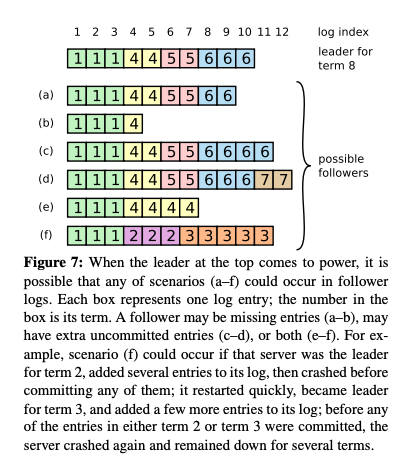 1 2 3 4 5 6 7 8 9 10 11 12 log index
1 1 1 4 4 5 5 6 6 6
leader for
term 8
(a) 1 1 1 4 4 5 5 6 6
(b) 1 1 1 4
(c) 1 1 1 4 4 5 5 6 6 6 6
(d) 1 1 1 4 4 5 5 6 6 6 7 7
(e) 1 1 1 4 4 4 4
(f) 1 1 1 2 2 2 3 3 3 3 3
possible
followers
Figure 7: When the leader at the top comes to power, it is
possible that any of scenarios (a–f) could occur in follower
logs. Each box represents one log entry; the number in the
box is its term. A follower may be missing entries (a–b), may
have extra uncommitted entries (c–d), or both (e–f). For ex-
ample, scenario (f) could occur if that server was the leader
for term 2, added several entries to its log, then crashed before
committing any of them; it restarted quickly, became leader
for term 3, and added a few more entries to its log; before any
of the entries in either term 2 or term 3 were committed, the
server crashed again and remained down for several terms.